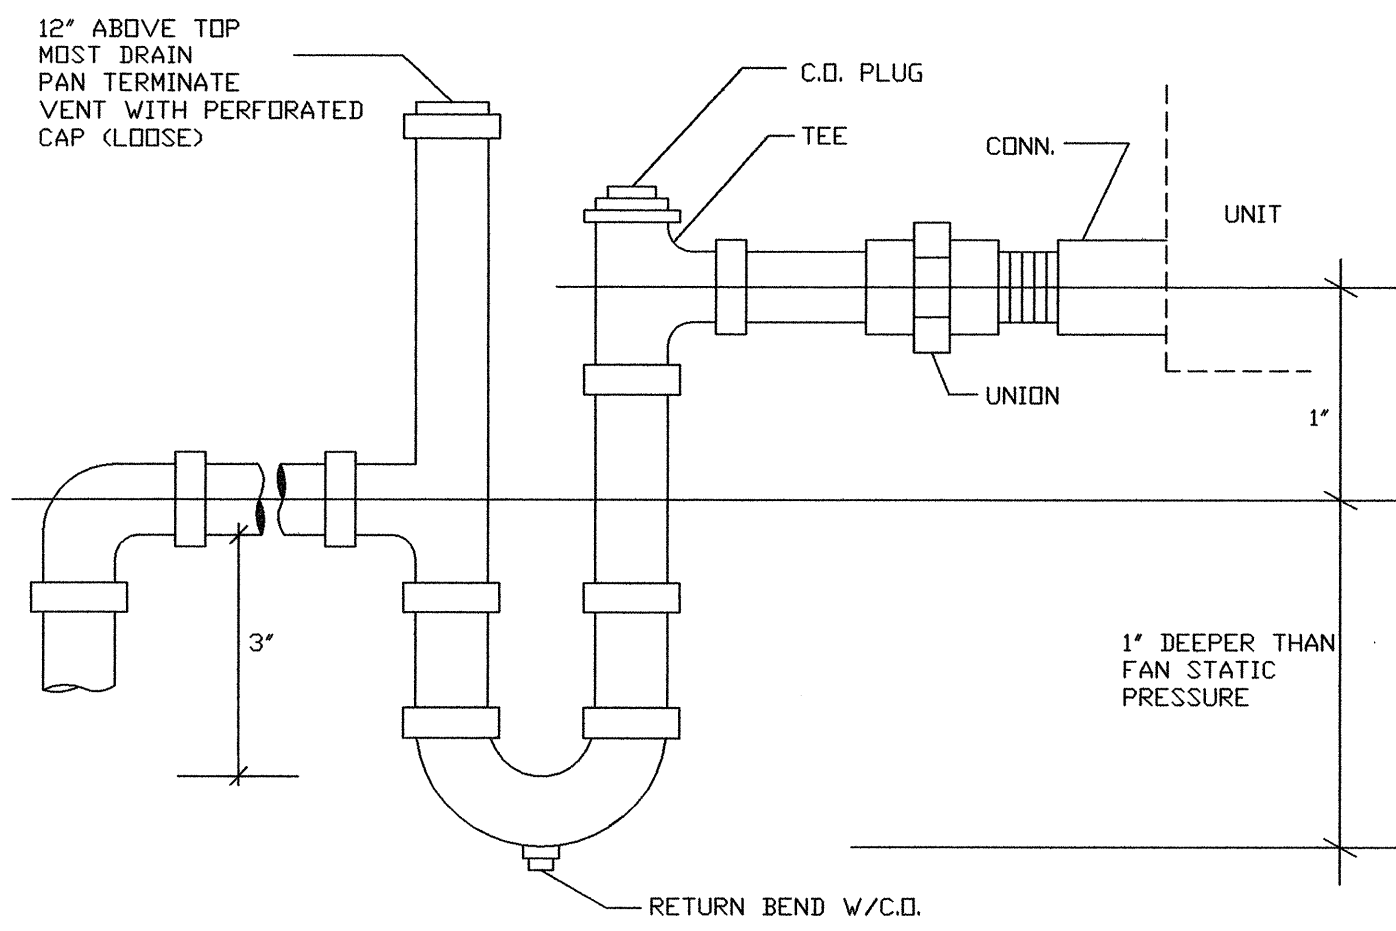 12" ABOVE TOP
MOST DRAIN
PAN TERMINATE
VENT WITH PERFORATED
CAP (LOOSE)
C.O. PLUG
TEE
CONN.
UNIT
UNION
1"
3"
1" DEEPER THAN
FAN STATIC
PRESSURE
RETURN BEND W/C.O.